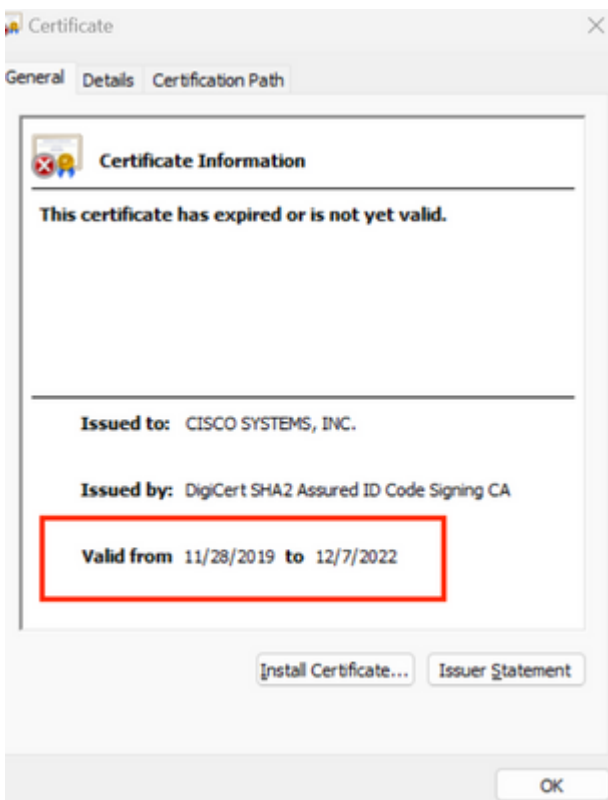 Certificate
General Details Certification Path
Certificate Information
This certificate has expired or is not yet valid.
Issued to: CISCO SYSTEMS, INC.
Issued by: DigiCert SHA2 Assured ID Code Signing CA
Valid from 11/28/2019 to 12/7/2022
Install Certificate... Issuer Statement
OK